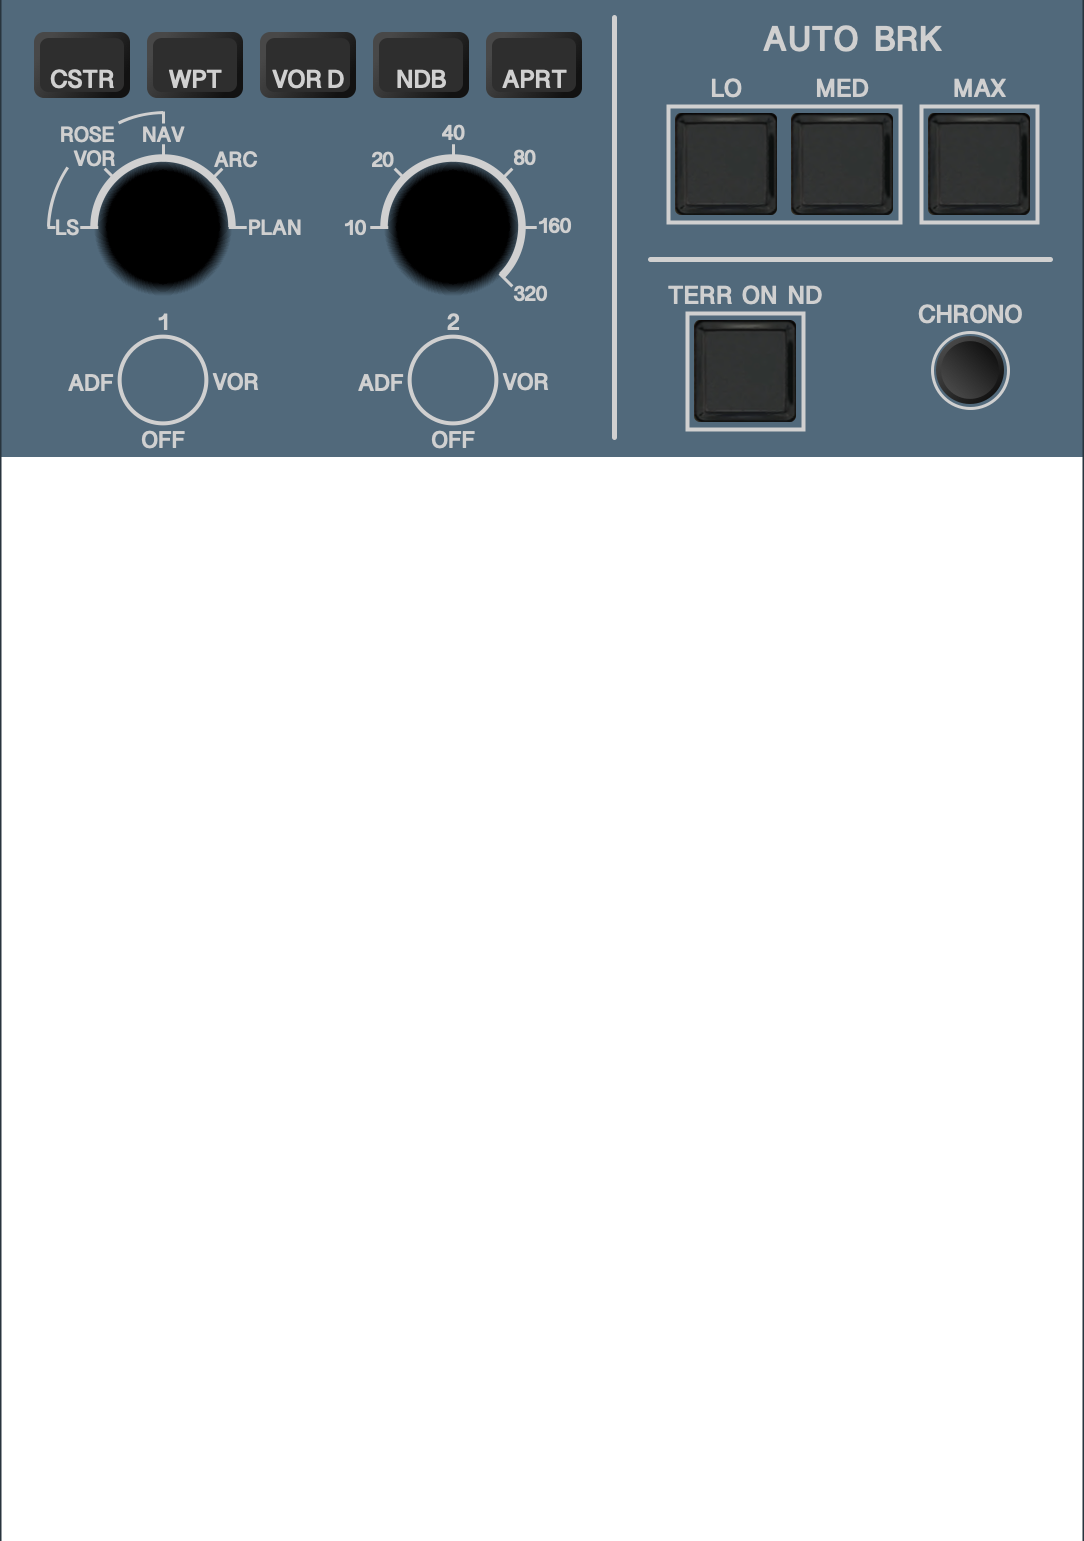 CSTR WPT VOR D NDB APRT
ROSE NAV
VOR ARC
LS PLAN
40
20 80
10 160
320
1 2
ADF VOR ADF VOR
OFF OFF
AUTO BRK
LO MED MAX
TERR ON ND
CHRONO